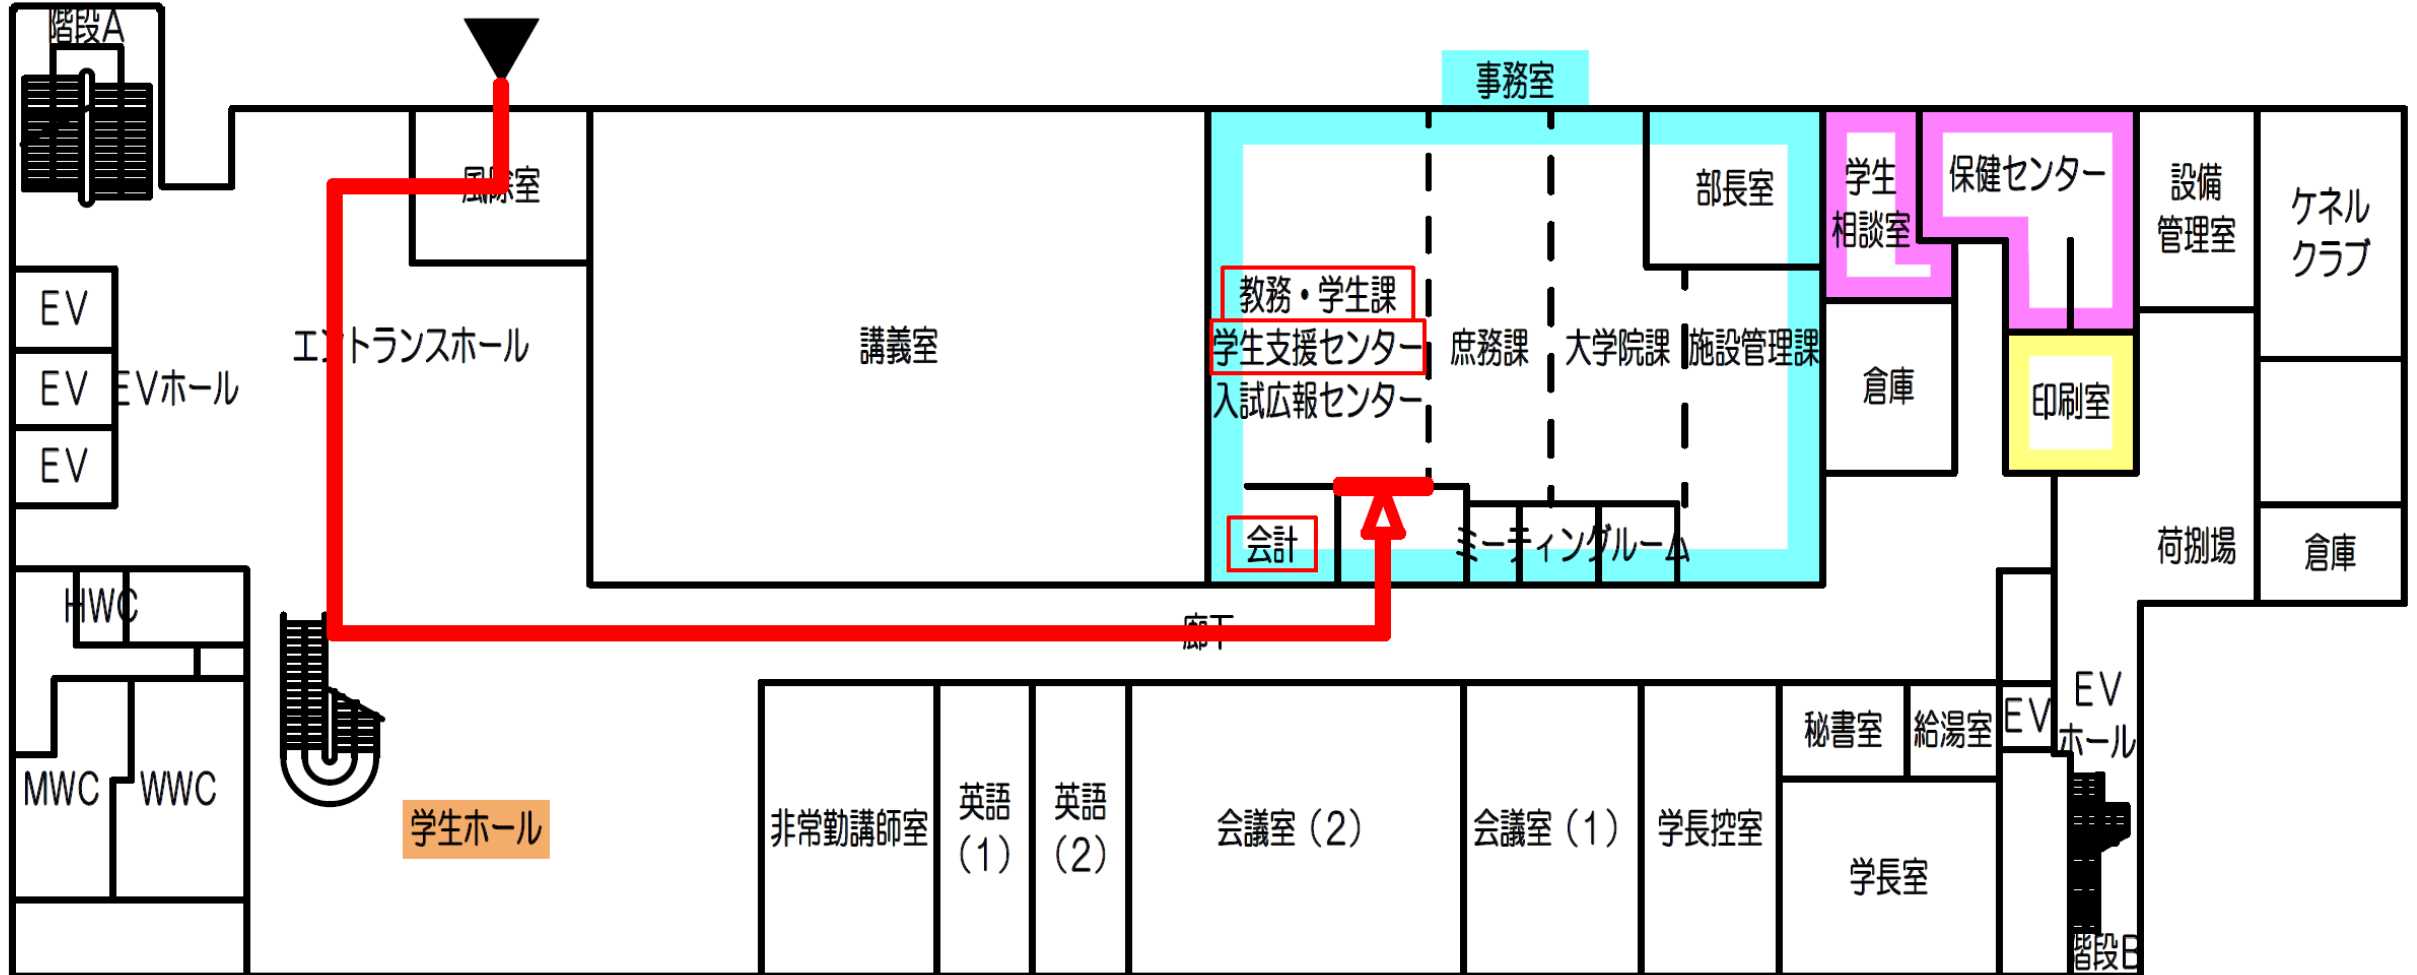 階段A
事務室
風除室
部長室
学生
相談室
保健センター
設備
管理室
ケネル
クラブ
EV
EV
EV
EVホール
エントランスホール
講義室
教務・学生課
学生支援センター
入試広報センター
庶務課
大学院課
施設管理課
倉庫
印刷室
会計
ミーティングルーム
荷捌場
倉庫
HWC
廊下
MWC
WWC
学生ホール
非常勤講師室
英語
(1)
英語
(2)
会議室(2)
会議室(1)
学長控室
秘書室
給湯室
EV
EV
ホール
学長室
階段B